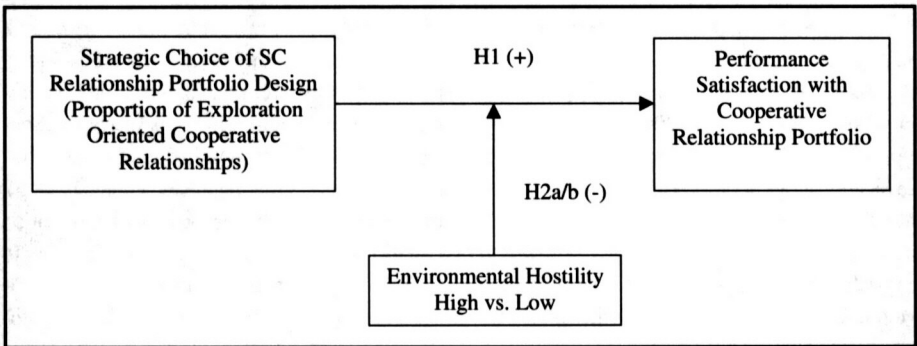 Strategic Choice of SC
Relationship Portfolio Design
(Proportion of Exploration
Oriented Cooperative
Relationships)
H1 (+)
Performance
Satisfaction with
Cooperative
Relationship Portfolio
H2a/b (-)
Environmental Hostility
High vs. Low